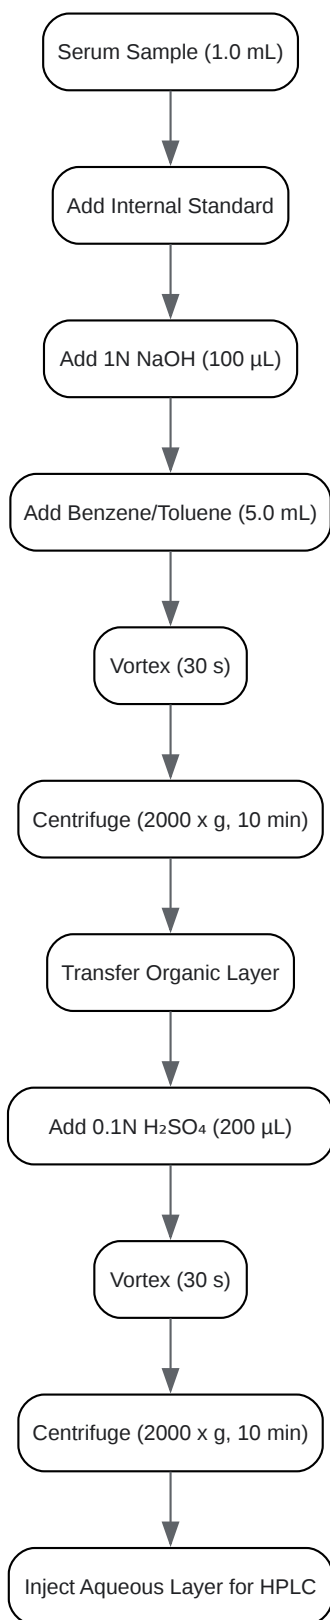 Serum Sample (1.0 mL)
Add Internal Standard
Add 1N NaOH (100 µL)
Add Benzene/Toluene (5.0 mL)
Vortex (30 s)
Centrifuge (2000 x g, 10 min)
Transfer Organic Layer
Add 0.1N H₂SO₄ (200 µL)
Vortex (30 s)
Centrifuge (2000 x g, 10 min)
Inject Aqueous Layer for HPLC